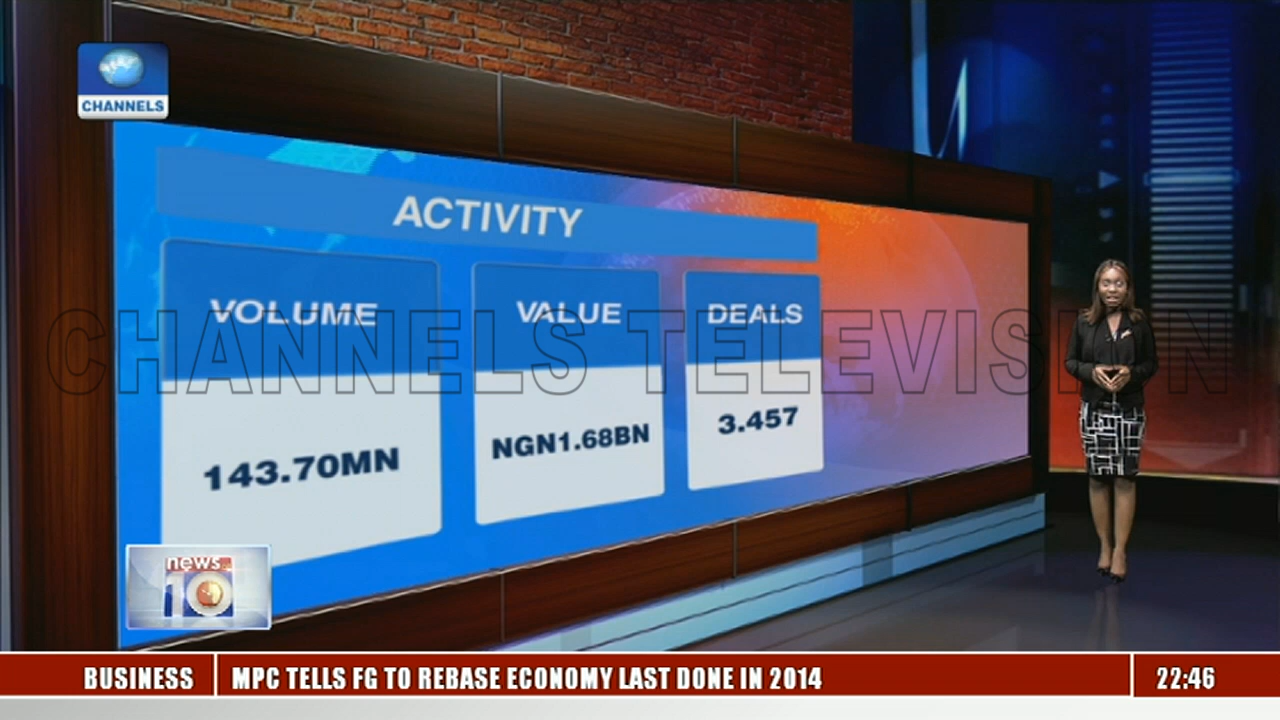 CHANNELS
ACTIVITY
VOLUME
VALUE
DEALS
143.70MN
NGN1.68BN
3.457
CHANNELS TELEVISION
news
10
BUSINESS
MPC TELLS FG TO REBASE ECONOMY LAST DONE IN 2014
22:46